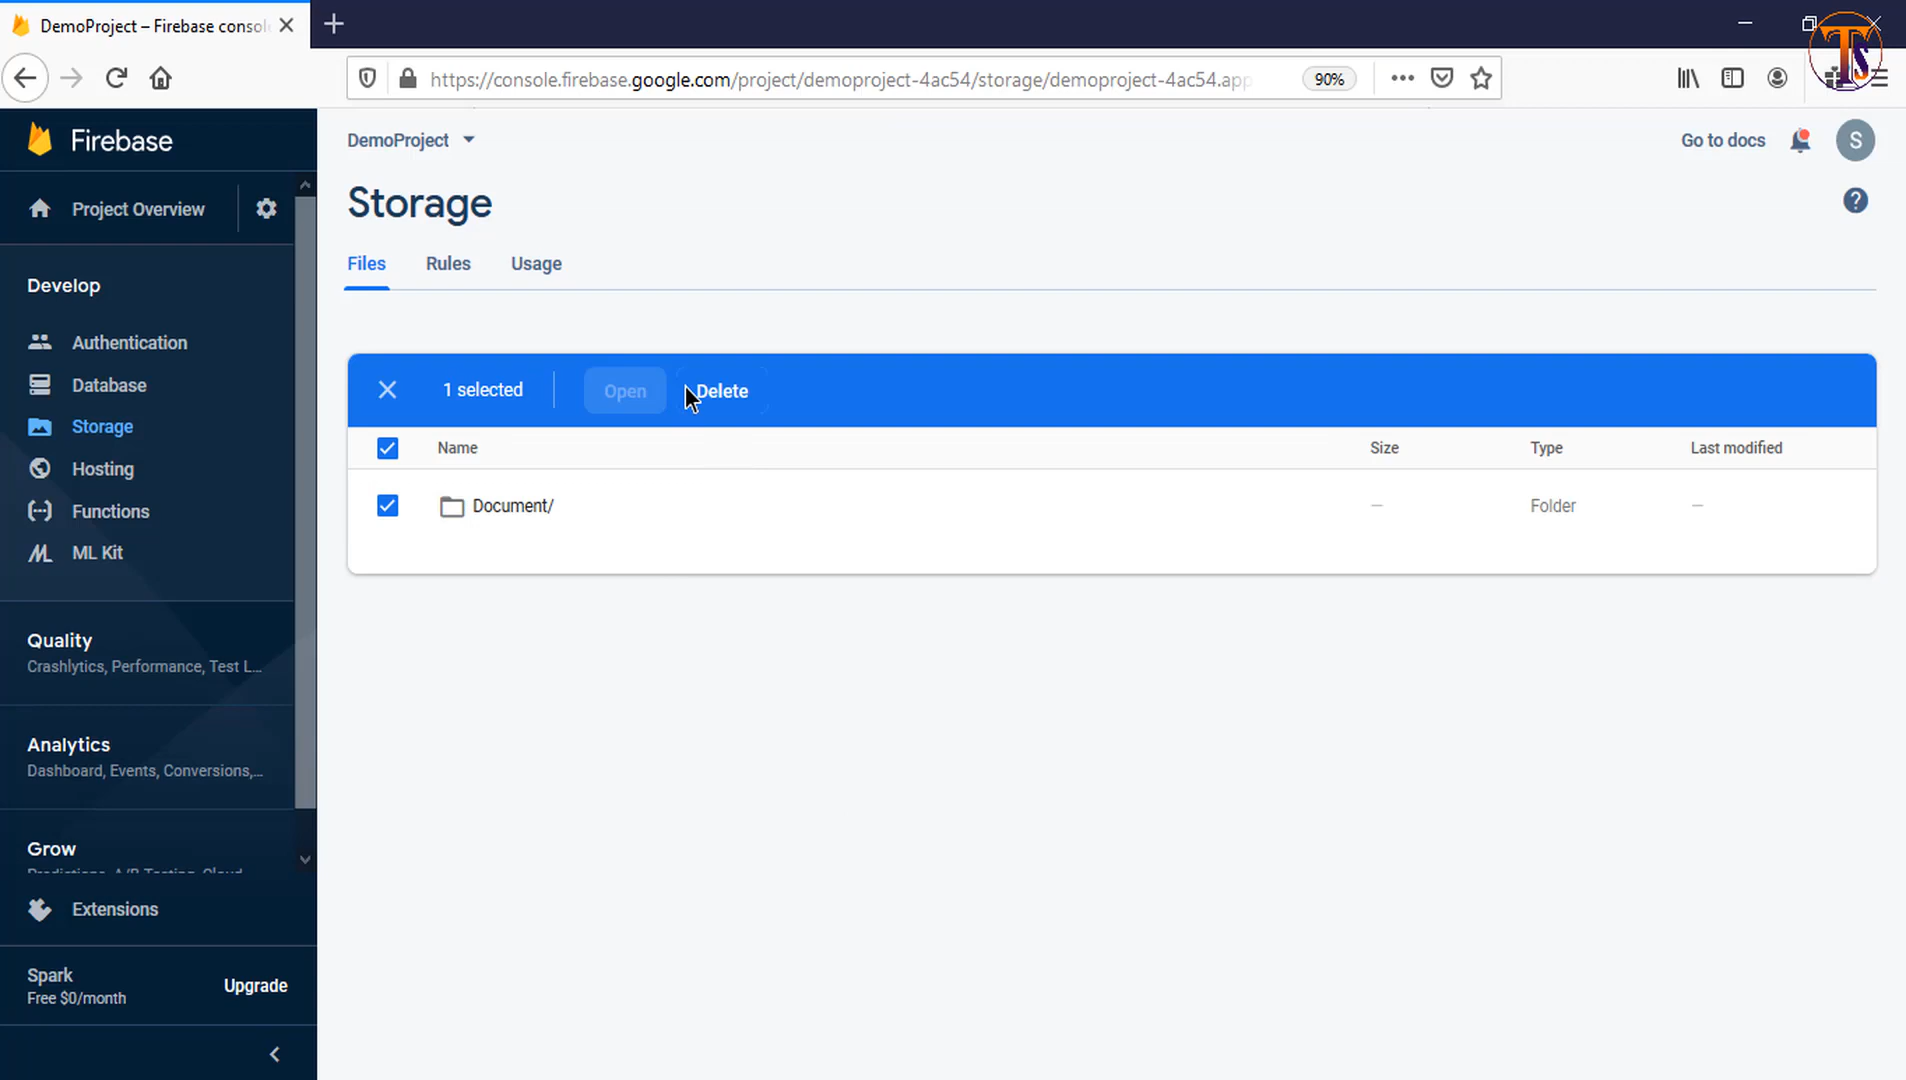 DemoProject – Firebase consol
https://console.firebase.google.com/project/demoproject-4ac54/storage/demoproject-4ac54.app
90%
TS
Firebase
DemoProject
Go to docs
S
Project Overview
Storage
?
Files
Rules
Usage
Develop
Authentication
Database
Storage
Hosting
Functions
ML Kit
1 selected
Open
Delete
Name
Size
Type
Last modified
Document/
–
Folder
–
Quality
Crashlytics, Performance, Test L...
Analytics
Dashboard, Events, Conversions,...
Grow
Predictions, A/B Testing, Cloud
Extensions
Spark
Free $0/month
Upgrade